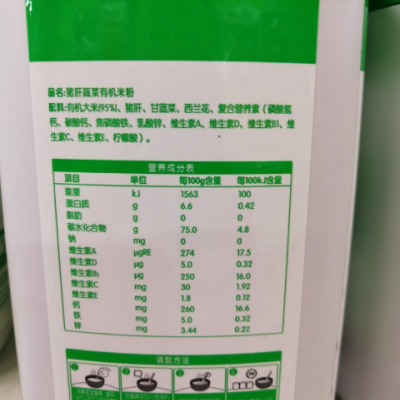 品名:猪肝蔬菜有机米粉
配料:有机大米(95%)、猪肝、甘蓝菜、西兰花、复合营养素（磷酸氢
钙、碳酸钙、焦磷酸铁、乳酸锌、维生素A、维生素D、维生素B1、维
生素C、维生素E、柠檬酸）。
营养成分表
项目 单位 每100g含量 每100kJ含量
能量 kJ 1563 100
蛋白质 g 6.6 0.42
脂肪 g 0 0
碳水化合物 g 75.0 4.8
钠 mg 0 0
维生素A μgRE 274 17.5
维生素D μg 5.0 0.32
维生素B₁ μg 250 16.0
维生素C mg 30 1.92
维生素E mg 1.8 0.12
钙 mg 260 16.6
铁 mg 5.0 0.32
锌 mg 3.44 0.22
调配方法
1 2 3 4